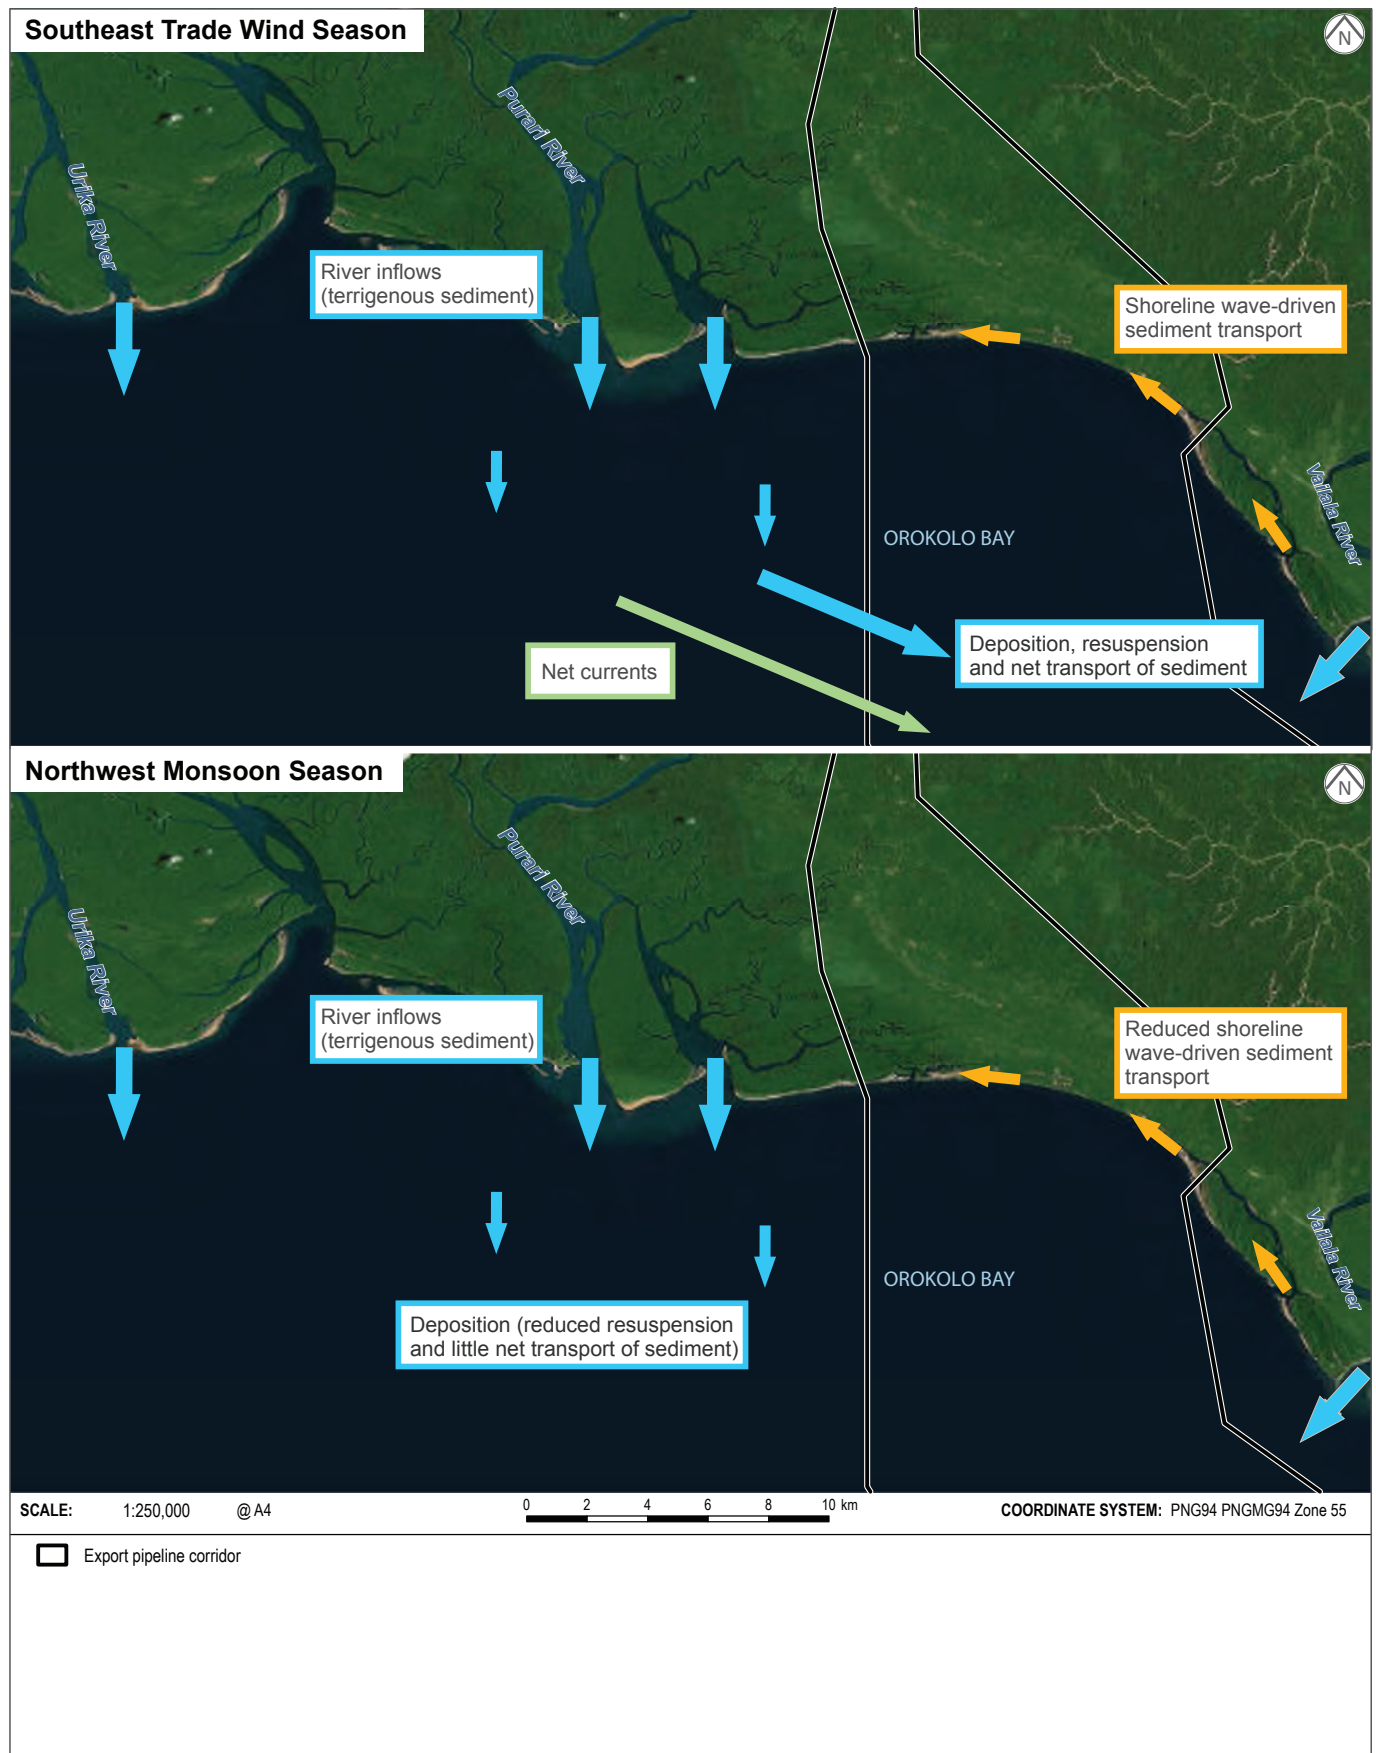 Southeast Trade Wind Season
N
Purari River
Urika River
River inflows
(terrigenous sediment)
Shoreline wave-driven
sediment transport
Vailala River
OROKOLO BAY
Deposition, resuspension
and net transport of sediment
Net currents
Northwest Monsoon Season
N
Purari River
Urika River
River inflows
(terrigenous sediment)
Reduced shoreline
wave-driven sediment
transport
Vailala River
OROKOLO BAY
Deposition (reduced resuspension
and little net transport of sediment)
SCALE: 1:250,000 @ A4
0 2 4 6 8 10 km
COORDINATE SYSTEM: PNG94 PNGMG94 Zone 55
Export pipeline corridor